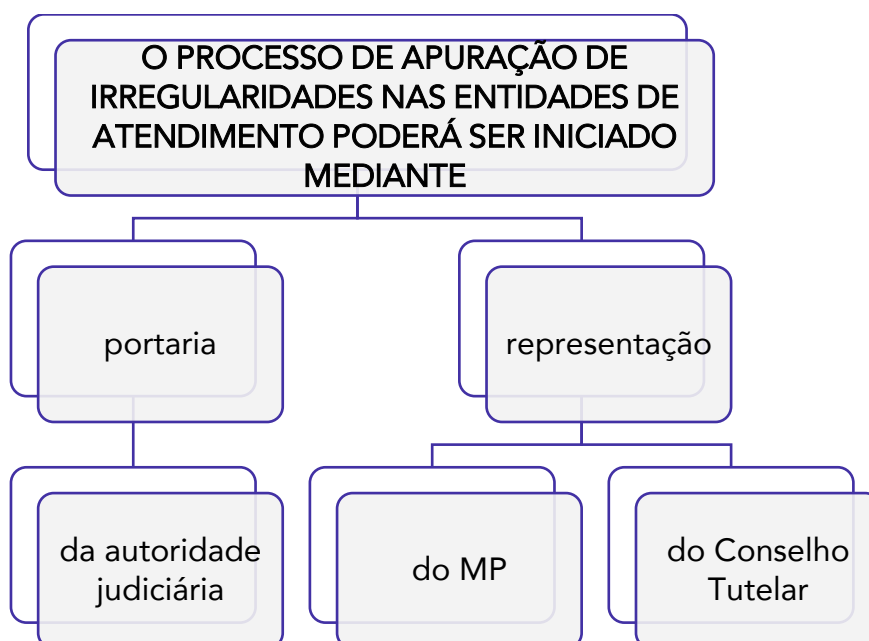 O PROCESSO DE APURAÇÃO DE
IRREGULARIDADES NAS ENTIDADES DE
ATENDIMENTO PODERÁ SER INICIADO
MEDIANTE
portaria
representação
da autoridade
judiciária
do MP
do Conselho
Tutelar